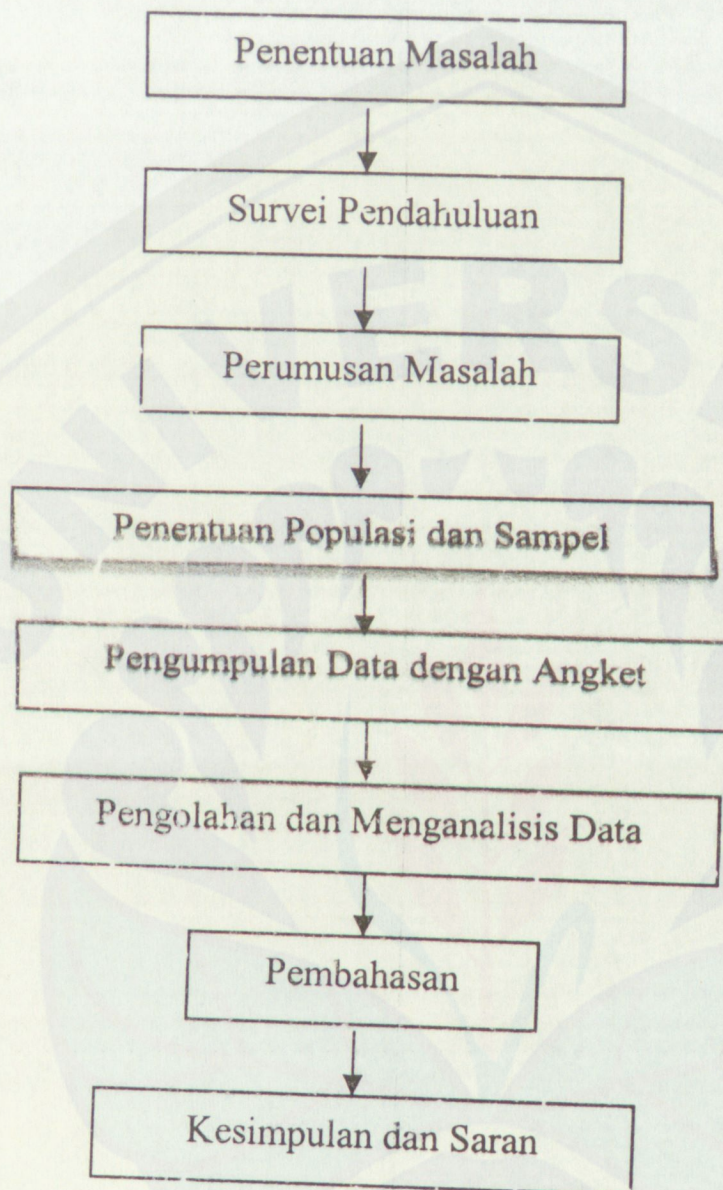 Penentuan Masalah
Survei Pendahuluan
Perumusan Masalah
Penentuan Populasi dan Sampel
Pengumpulan Data dengan Angket
Pengolahan dan Menganalisis Data
Pembahasan
Kesimpulan dan Saran